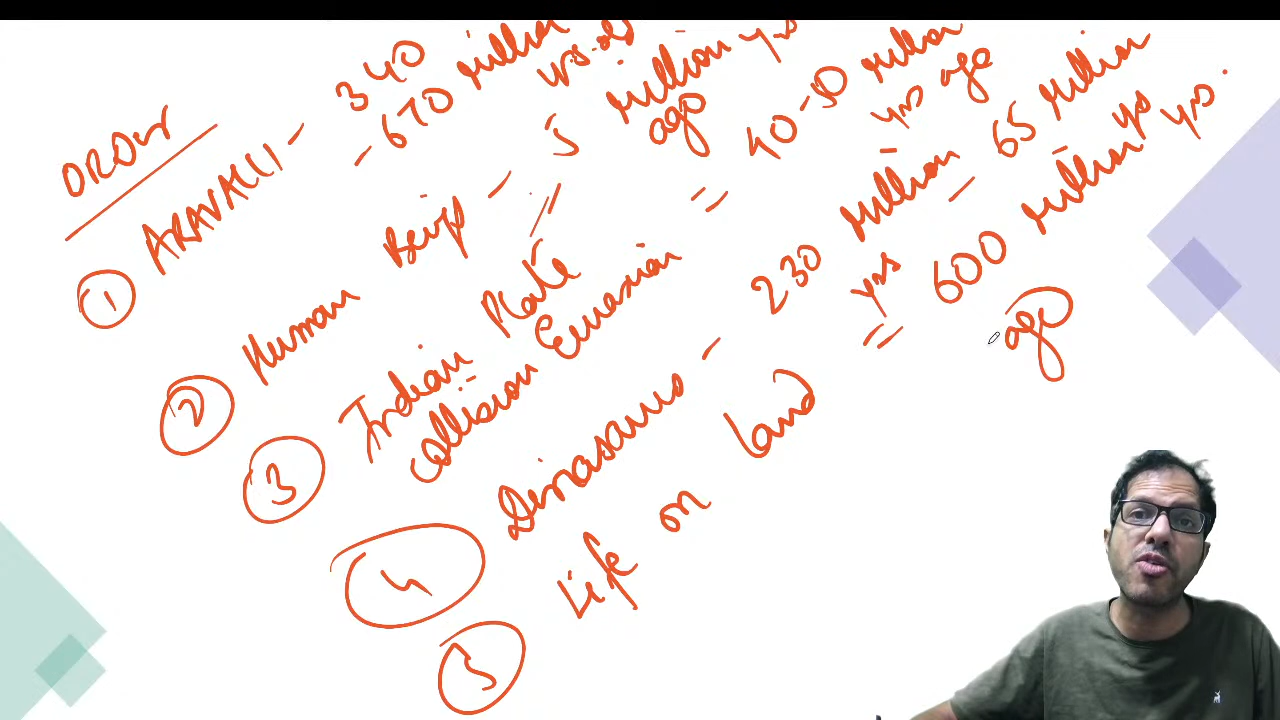 ORDER
① ARAVALLI - 340
- 670 Million
yrs. old
② Human Beings - 5 Million yrs
ago
③ Indian Plate = 40-50 Million
collision Eurasian yrs ago
④ Dinosaurs - 230 Million - 65 Million
yrs yrs
⑤ Life on Land = 600 Million yrs.
ago